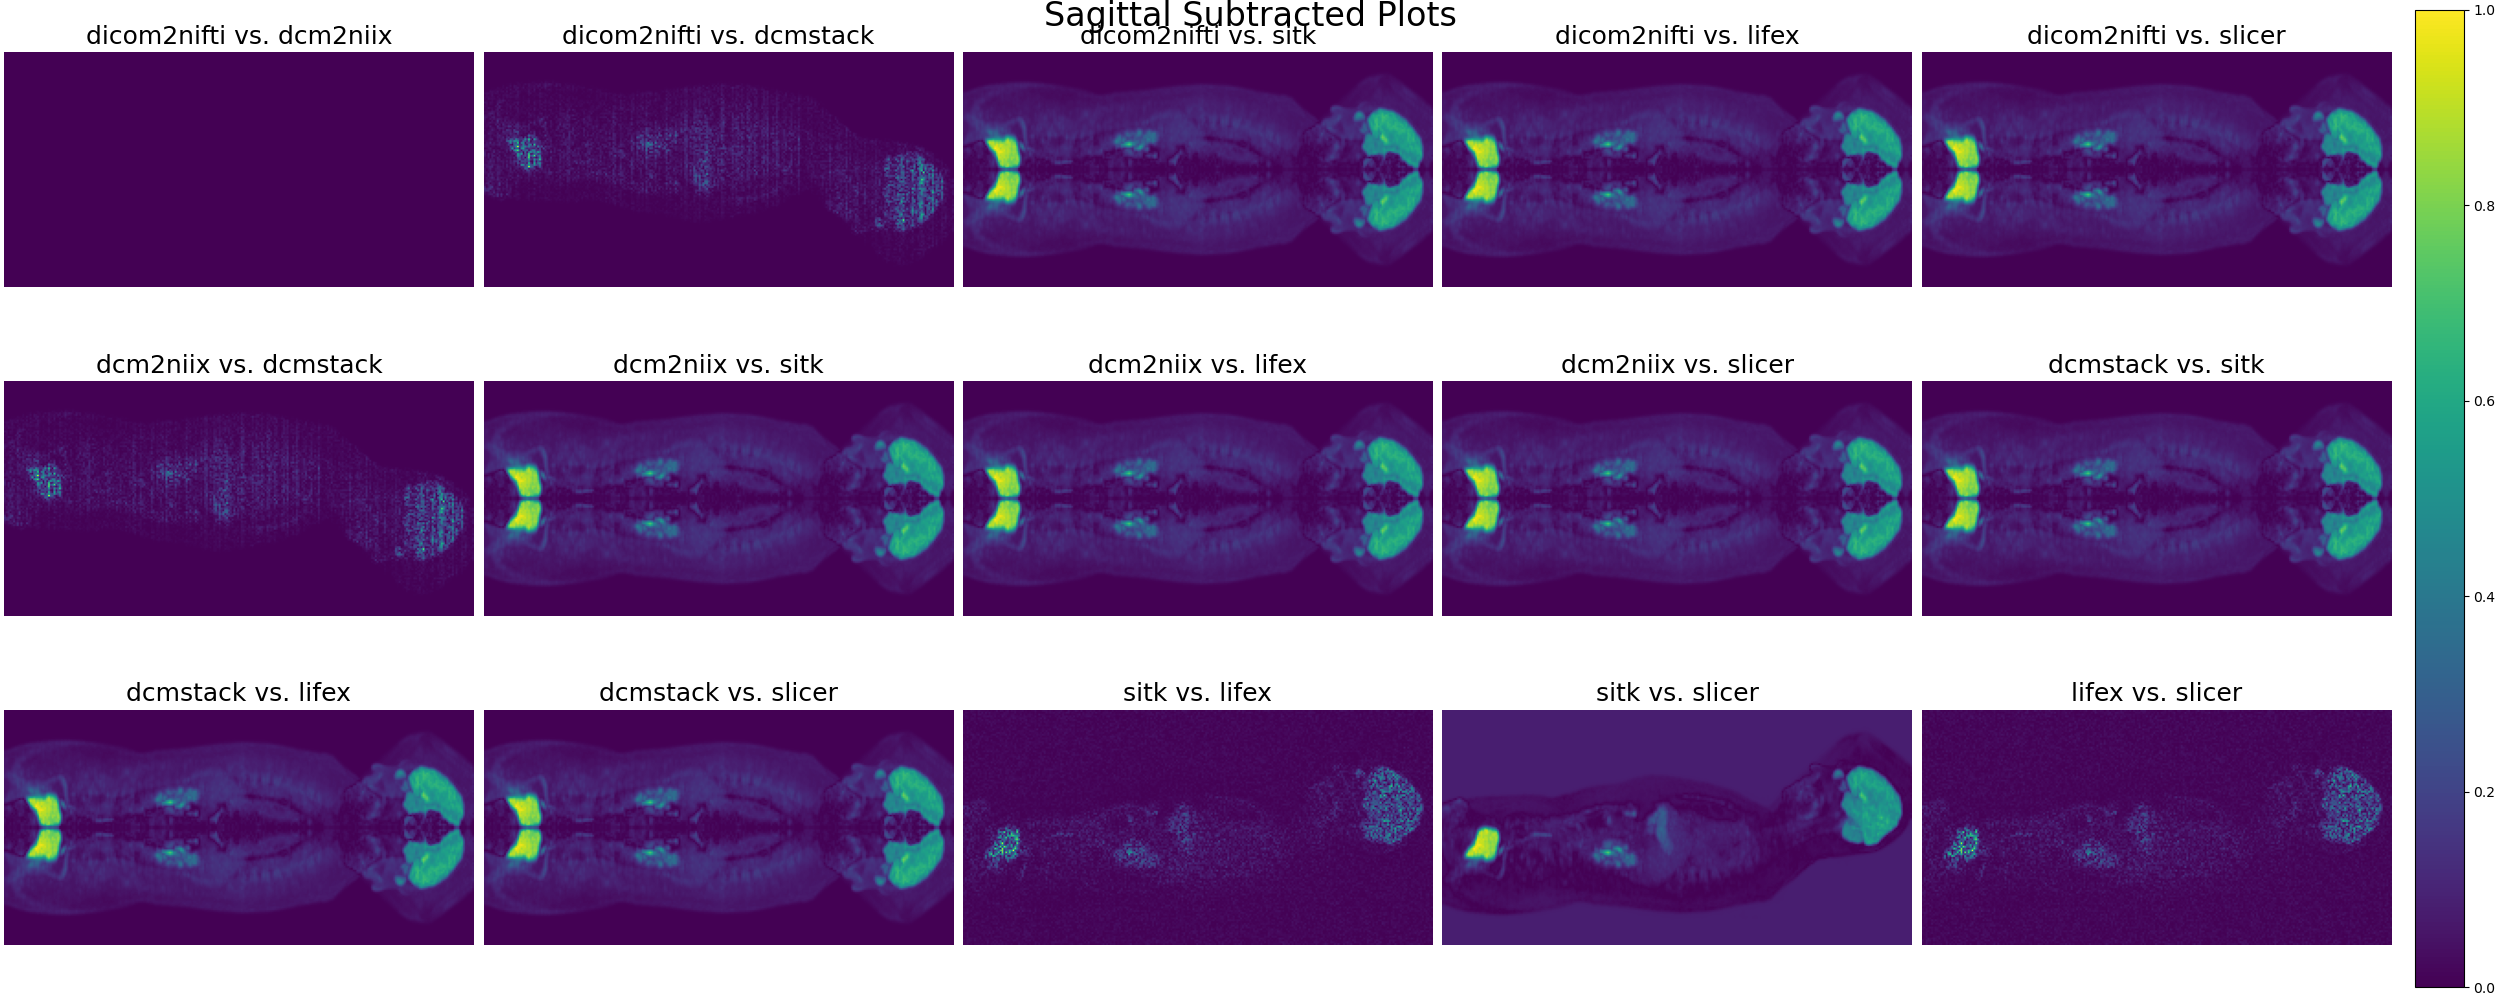 Sagittal Subtracted Plots
dicom2nifti vs. dcm2niix
dicom2nifti vs. dcmstack
dicom2nifti vs. sitk
dicom2nifti vs. lifex
dicom2nifti vs. slicer
dcm2niix vs. dcmstack
dcm2niix vs. sitk
dcm2niix vs. lifex
dcm2niix vs. slicer
dcmstack vs. sitk
dcmstack vs. lifex
dcmstack vs. slicer
sitk vs. lifex
sitk vs. slicer
lifex vs. slicer
1.0
0.8
0.6
0.4
0.2
0.0